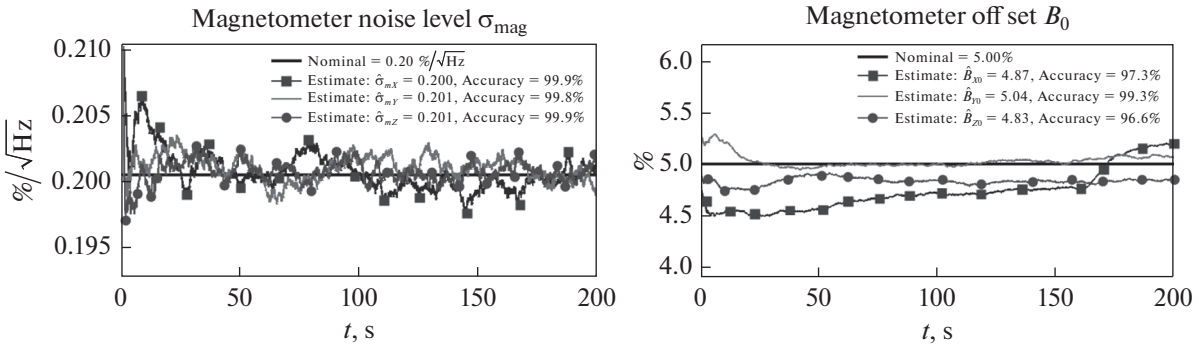 Magnetometer noise level σmag
0.210
0.205
0.200
0.195
%/√Hz
Nominal = 0.20 %/√Hz
Estimate: σ̂mX = 0.200, Accuracy = 99.9%
Estimate: σ̂mY = 0.201, Accuracy = 99.8%
Estimate: σ̂mZ = 0.201, Accuracy = 99.9%
0 50 100 150 200
t, s
Magnetometer off set B0
6.0
5.5
5.0
4.5
4.0
%
Nominal = 5.00%
Estimate: B̂X0 = 4.87, Accuracy = 97.3%
Estimate: B̂Y0 = 5.04, Accuracy = 99.3%
Estimate: B̂Z0 = 4.83, Accuracy = 96.6%
0 50 100 150 200
t, s